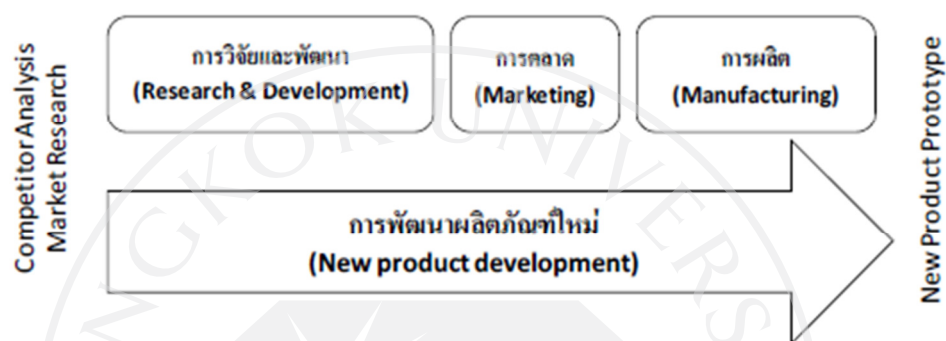 Competitor Analysis
Market Research
การวิจัยและพัฒนา
(Research & Development)
การตลาด
(Marketing)
การผลิต
(Manufacturing)
การพัฒนาผลิตภัณฑ์ใหม่
(New product development)
New Product Prototype
NGKOK UNIVERS